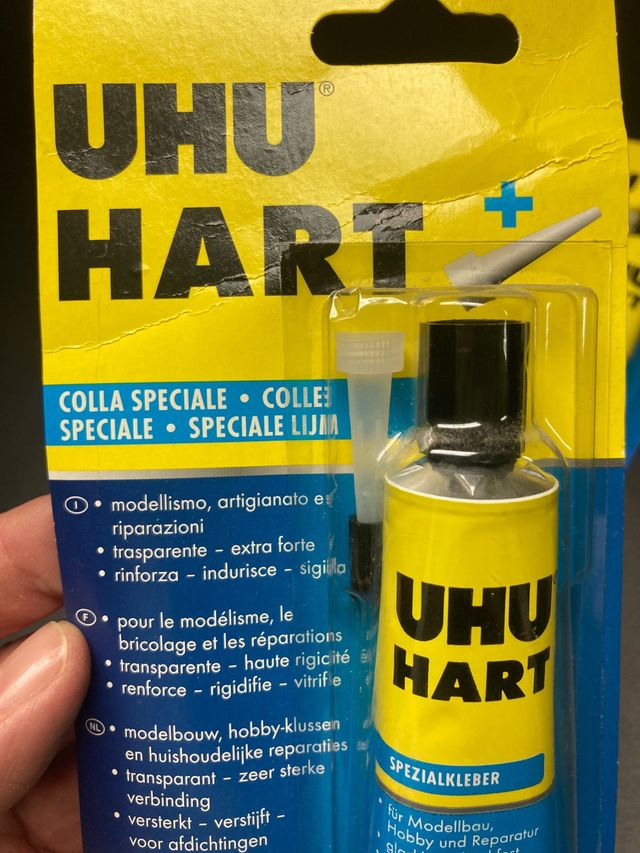 UHU®
HART
+
COLLA SPECIALE • COLLE
SPECIALE • SPECIALE LIJM
I • modellismo, artigianato e
riparazioni
• trasparente – extra forte
• rinforza – indurisce – sigilla
F • pour le modélisme, le
bricolage et les réparations
• transparente – haute rigidité
• renforce – rigidifie – vitrifie
NL • modelbouw, hobby-klussen
en huishoudelijke reparaties
• transparant – zeer sterke
verbinding
• versterkt – verstijft –
voor afdichtingen
UHU
HART
SPEZIALKLEBER
• für Modellbau,
Hobby und Reparatur